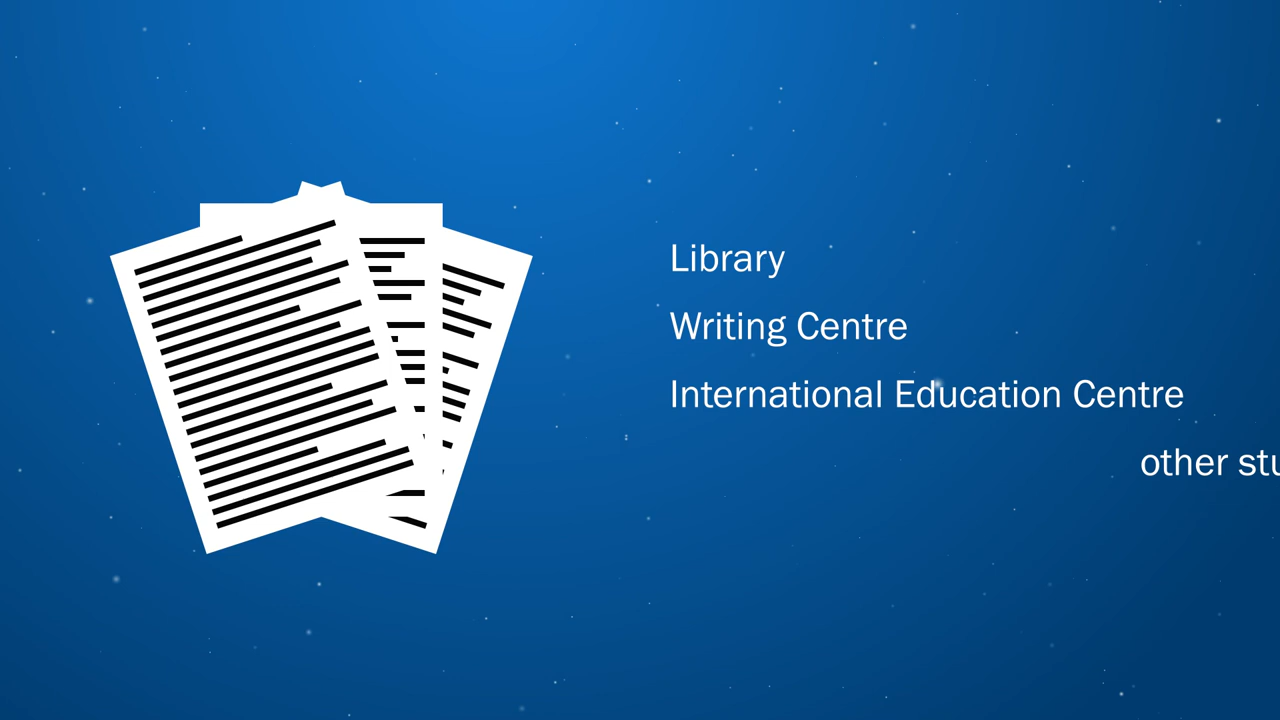 Library
Writing Centre
International Education Centre
other